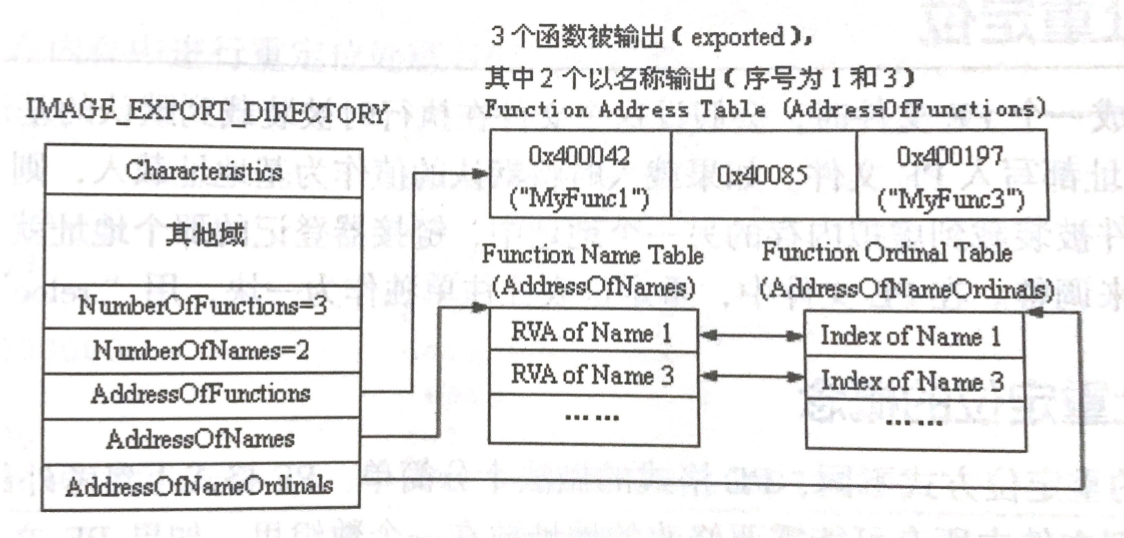 3个函数被输出（exported），
其中2个以名称输出（序号为1和3）
IMAGE_EXPORT_DIRECTORY
Function Address Table (AddressOfFunctions)
Characteristics
其他域
NumberOfFunctions=3
NumberOfNames=2
AddressOfFunctions
AddressOfNames
AddressOfNameOrdinals
0x400042
("MyFunc1")
0x40085
0x400197
("MyFunc3")
Function Name Table
(AddressOfNames)
RVA of Name 1
RVA of Name 3
……
Function Ordinal Table
(AddressOfNameOrdinals)
Index of Name 1
Index of Name 3
……